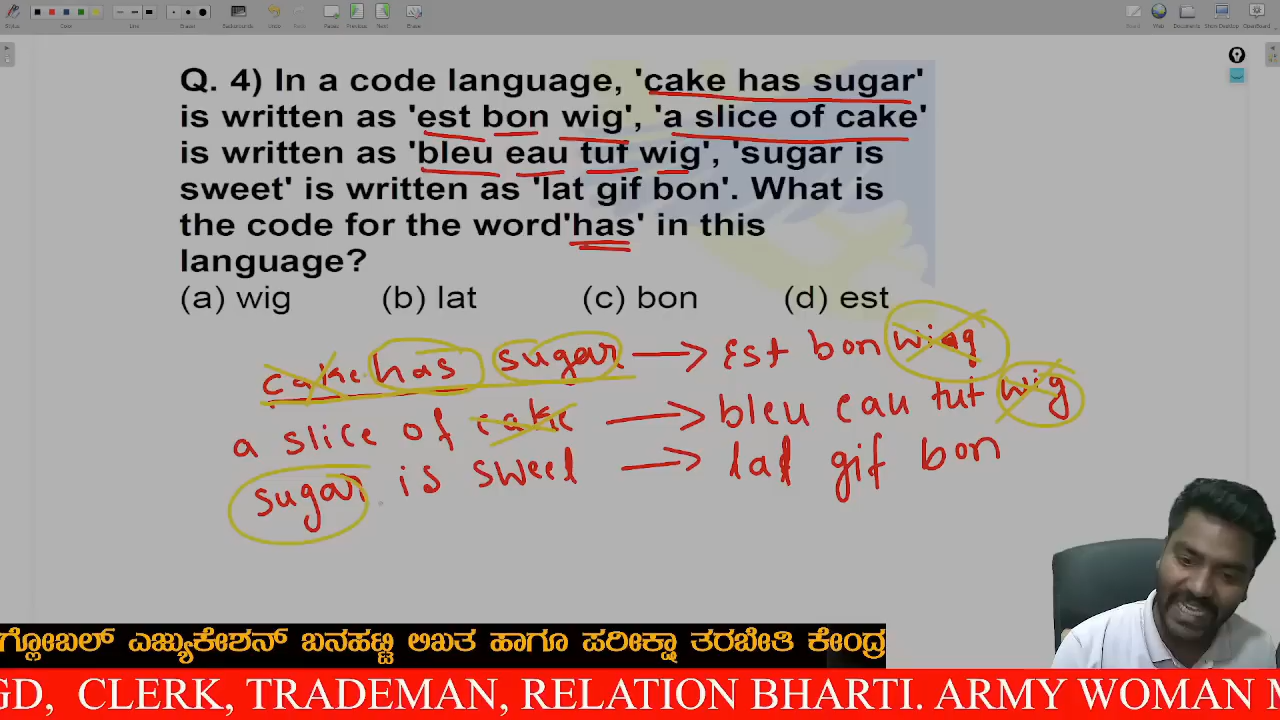 Q. 4) In a code language, 'cake has sugar'
is written as 'est bon wig', 'a slice of cake'
is written as 'bleu eau tuf wig', 'sugar is
sweet' is written as 'lat gif bon'. What is
the code for the word'has' in this
language?
(a) wig (b) lat (c) bon (d) est
cake has sugar → Est bon wig
a slice of cake → bleu eau tut wig
sugar is sweet → lat gif bon
ಗ್ಲೋಬಲ್ ಎಜ್ಯುಕೇಶನ್ ಬನಹಟ್ಟಿ ಲಿಖಿತ ಹಾಗೂ ಪರೀಕ್ಷಾ ತರಬೇತಿ ಕೇಂದ್ರ
GD, CLERK, TRADEMAN, RELATION BHARTI. ARMY WOMAN M